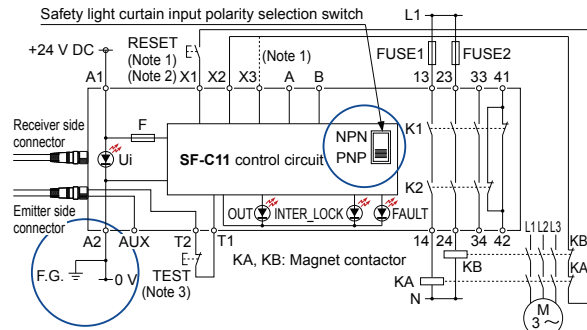 Safety light curtain input polarity selection switch
L1
+24 V DC
RESET
(Note 1)
(Note 2)
(Note 1)
FUSE1
FUSE2
A1
X1
X2
X3
A
B
13
23
33
41
Receiver side
connector
F
Ui
SF-C11 control circuit
NPN
PNP
K1
K2
Emitter side
connector
OUT
INTER_LOCK
FAULT
A2
AUX
T2
T1
14
24
34
42
L1
L2
L3
F.G.
0 V
TEST
(Note 3)
KA, KB: Magnet contactor
KB
KA
N
KB
KA
M
3 ~